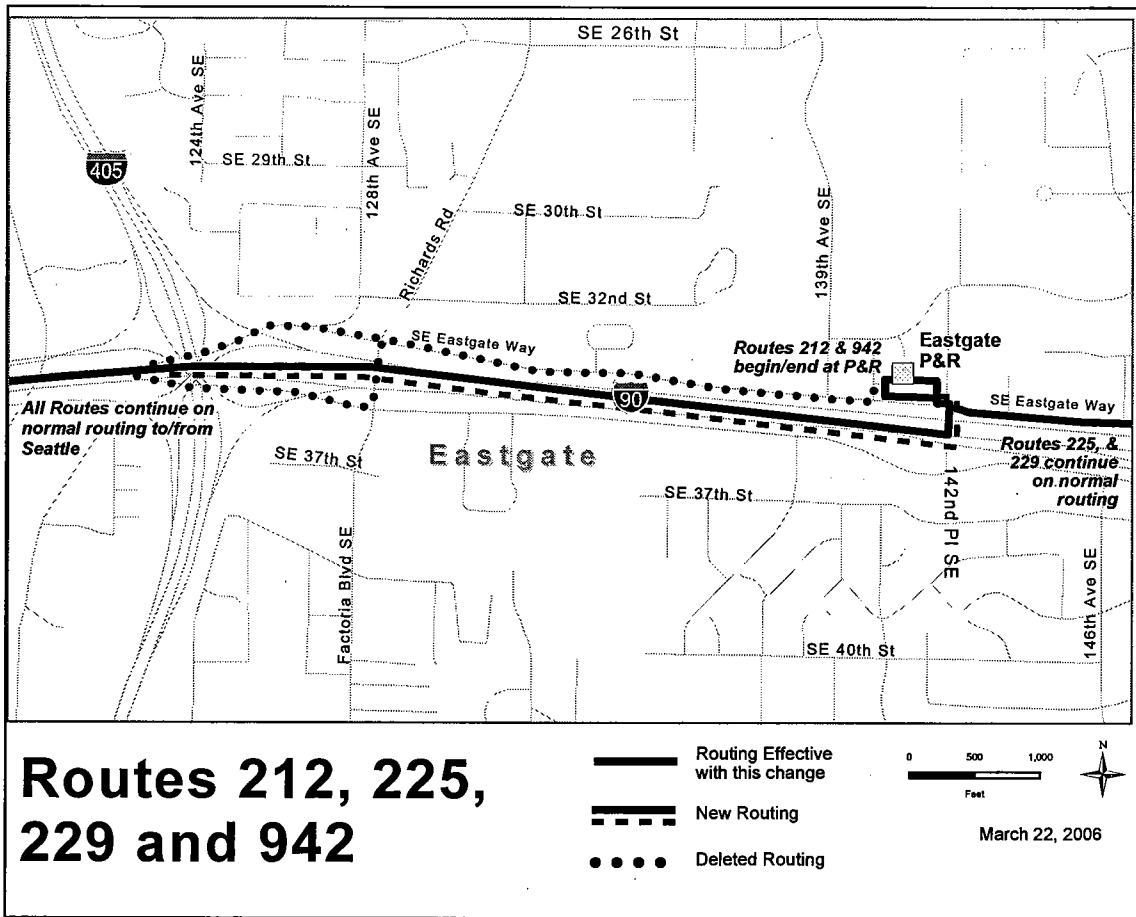 SE 26th St
124th Ave SE
128th Ave SE
SE 29th St
405
Richards Rd
SE 30th St
139th Ave SE
SE 32nd St
SE Eastgate Way
Routes 212 & 942
begin/end at P&R
Eastgate
P&R
90
SE Eastgate Way
All Routes continue on
normal routing to/from
Seattle
Eastgate
Routes 225, &
229 continue
on normal
routing
SE 37th St
SE 37th St
142nd Pl SE
Factoria Blvd SE
146th Ave SE
SE 40th St
Routes 212, 225,
229 and 942
Routing Effective
with this change
New Routing
Deleted Routing
0 500 1,000
Feet
N
March 22, 2006